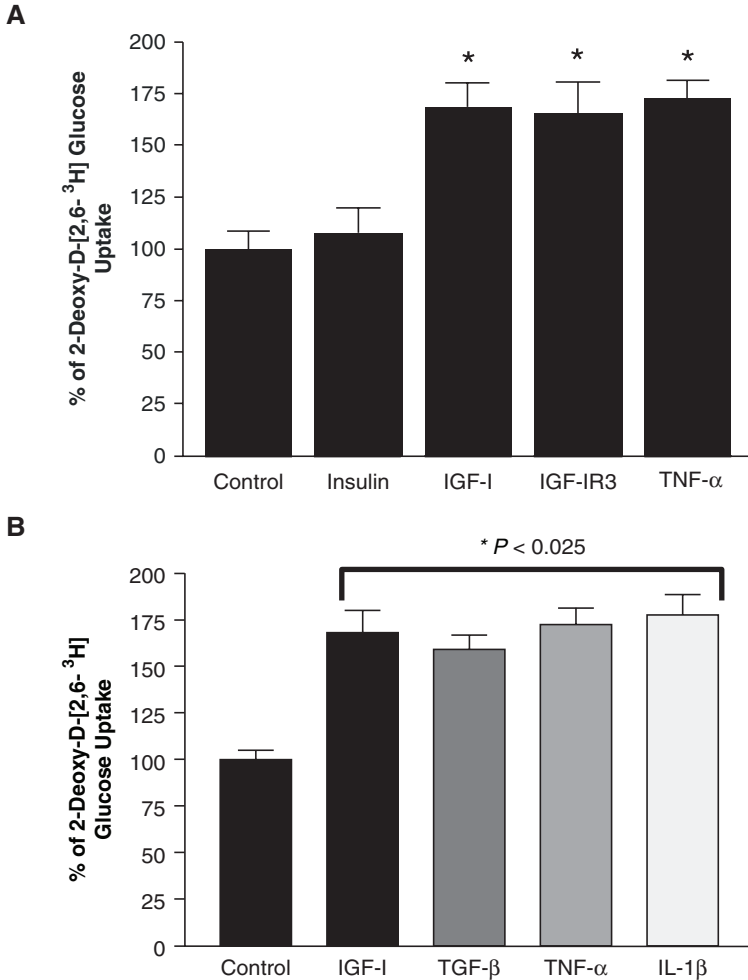 A
% of 2-Deoxy-D-[2,6- ³H] Glucose
Uptake
200
175
150
125
100
75
50
25
0
* * *
Control Insulin IGF-I IGF-IR3 TNF-α
B
* P < 0.025
% of 2-Deoxy-D-[2,6- ³H]
Glucose Uptake
200
175
150
125
100
75
50
25
0
Control IGF-I TGF-β TNF-α IL-1β